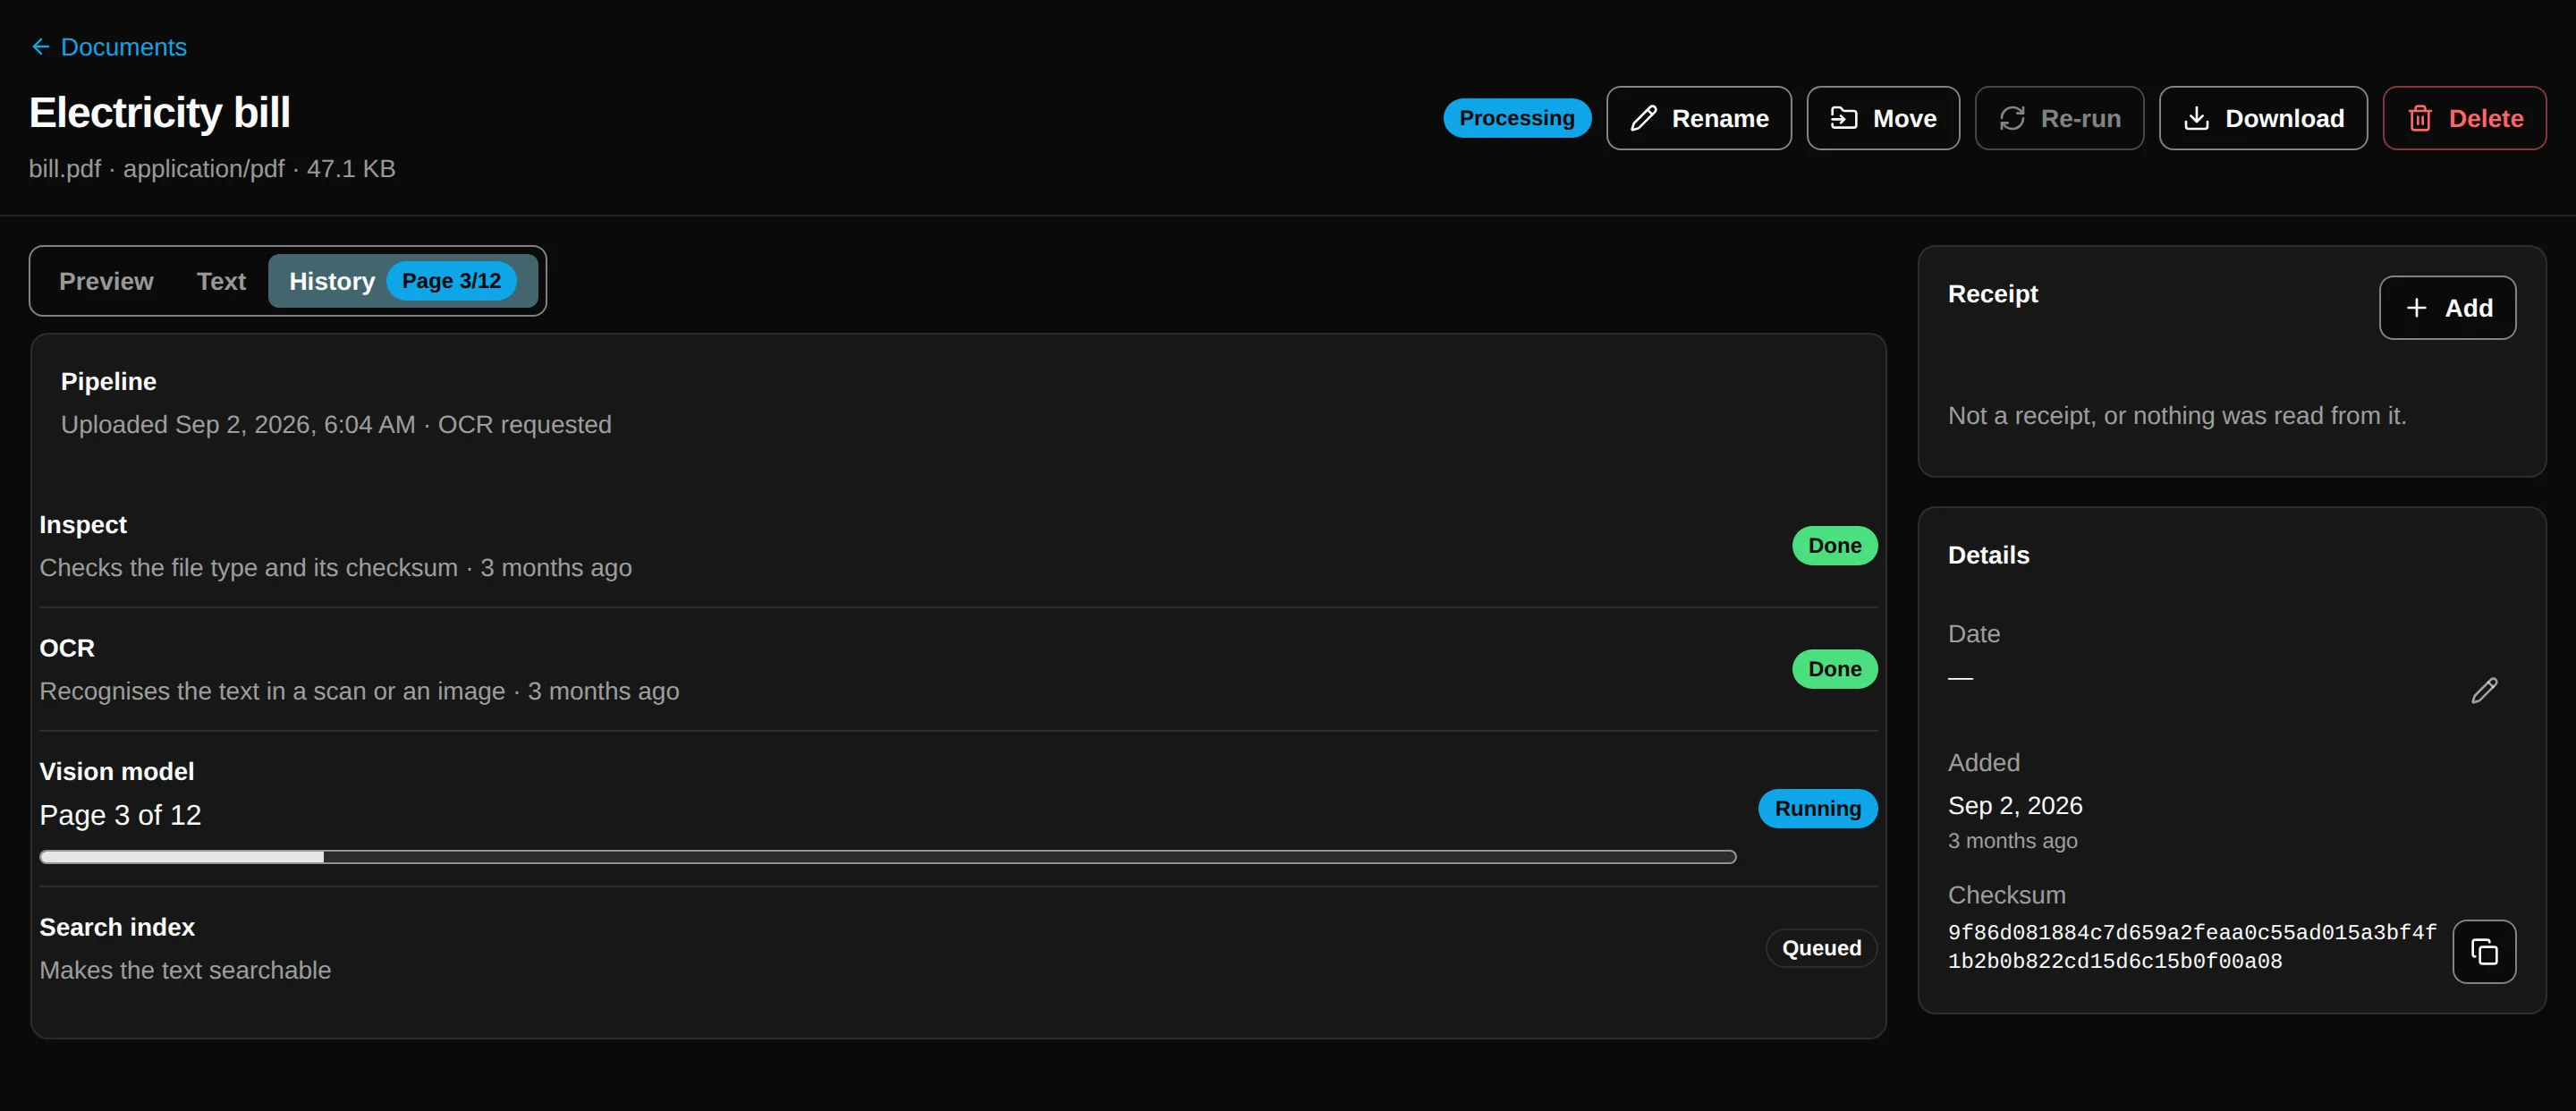 Documents
Electricity bill
bill.pdf · application/pdf · 47.1 KB
Processing
Rename
Move
Re-run
Download
Delete
Preview
Text
History
Page 3/12
Pipeline
Uploaded Sep 2, 2026, 6:04 AM · OCR requested
Inspect
Checks the file type and its checksum · 3 months ago
Done
OCR
Recognises the text in a scan or an image · 3 months ago
Done
Vision model
Page 3 of 12
Running
Search index
Makes the text searchable
Queued
Receipt
Add
Not a receipt, or nothing was read from it.
Details
Date
—
Added
Sep 2, 2026
3 months ago
Checksum
9f86d081884c7d659a2feaa0c55ad015a3bf4f
1b2b0b822cd15d6c15b0f00a08